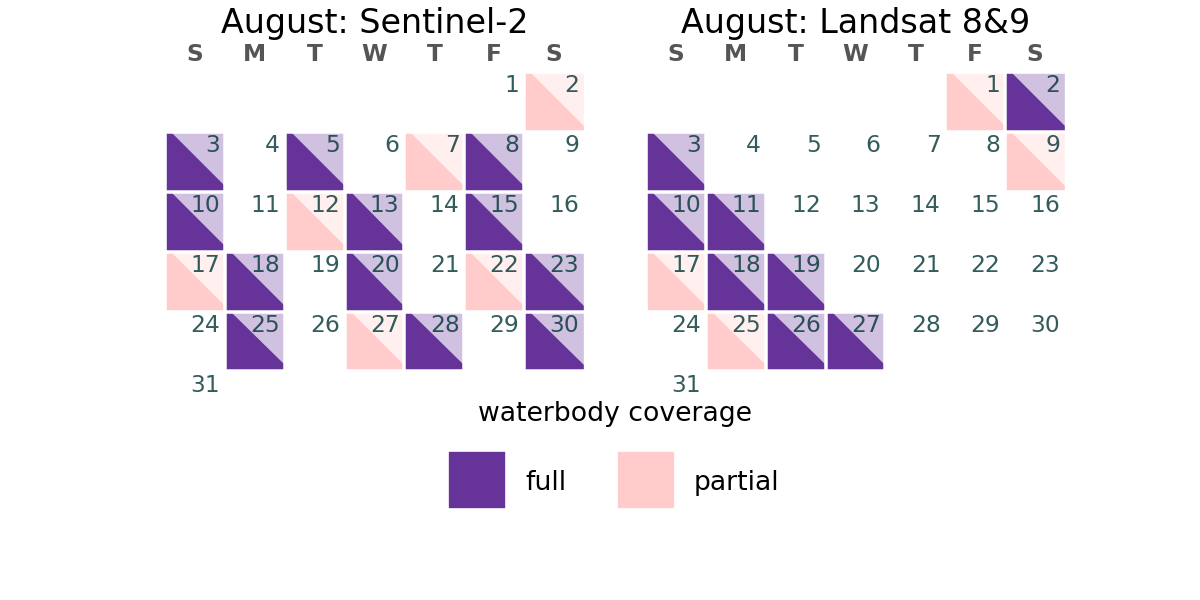 August: Sentinel-2
S M T W T F S
1 2
3 4 5 6 7 8 9
10 11 12 13 14 15 16
17 18 19 20 21 22 23
24 25 26 27 28 29 30
31
August: Landsat 8&9
S M T W T F S
1 2
3 4 5 6 7 8 9
10 11 12 13 14 15 16
17 18 19 20 21 22 23
24 25 26 27 28 29 30
31
waterbody coverage
full
partial